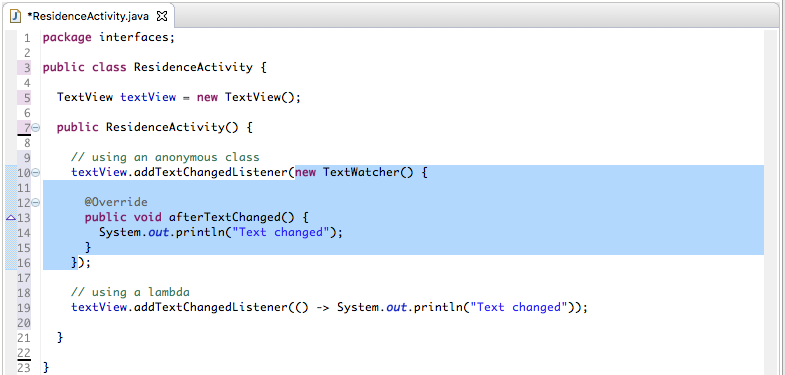 *ResidenceActivity.java
1 package interfaces;
2
3 public class ResidenceActivity {
4
5   TextView textView = new TextView();
6
7   public ResidenceActivity() {
8
9     // using an anonymous class
10     textView.addTextChangedListener(new TextWatcher() {
11
12       @Override
13       public void afterTextChanged() {
14         System.out.println("Text changed");
15       }
16     });
17
18     // using a lambda
19     textView.addTextChangedListener(() -> System.out.println("Text changed"));
20
21   }
22
23 }